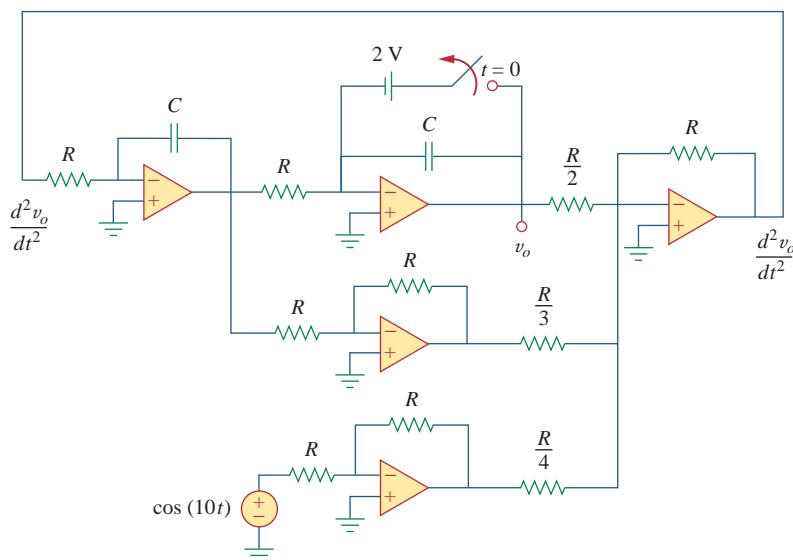 2 V
t = 0
C
C
R
R
R
R/2
− + − + − +
d²vₒ/dt²
vₒ
d²vₒ/dt²
R
R
R/3
− +
R
R
R/4
− +
cos (10t)
+ −